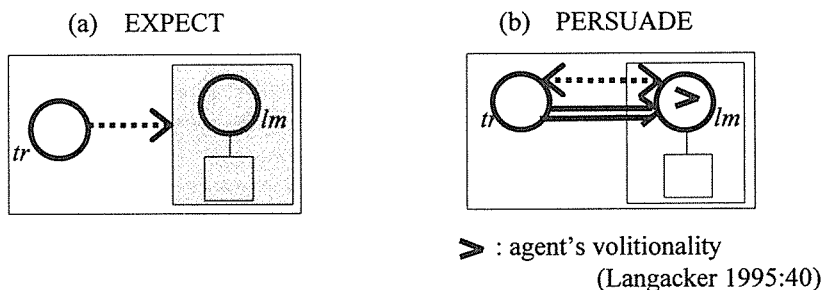 (a) EXPECT
(b) PERSUADE
tr
lm
tr
lm
> : agent's volitionality
(Langacker 1995:40)